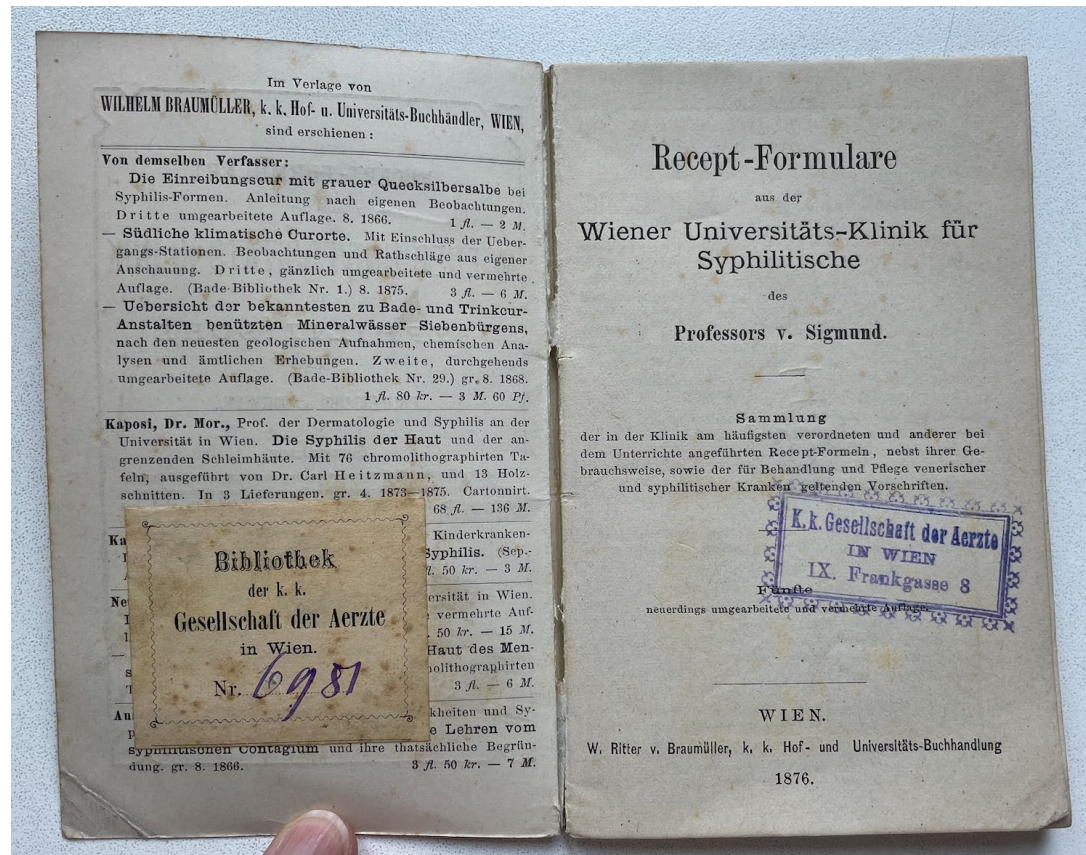 Im Verlage von
WILHELM BRAUMÜLLER, k. k. Hof- u. Universitäts-Buchhändler, WIEN,
sind erschienen:
Von demselben Verfasser:
Die Einreibungscur mit grauer Quecksilbersalbe bei
Syphilis-Formen. Anleitung nach eigenen Beobachtungen.
Dritte umgearbeitete Auflage. 8. 1866. 1 fl. — 2 M.
— Südliche klimatische Curorte. Mit Einschluss der Ueber-
gangs-Stationen. Beobachtungen und Rathschläge aus eigener
Anschauung. Dritte, gänzlich umgearbeitete und vermehrte
Auflage. (Bade-Bibliothek Nr. 1.) 8. 1875. 3 fl. — 6 M.
— Uebersicht der bekanntesten zu Bade- und Trinkcur-
Anstalten benützten Mineralwässer Siebenbürgens,
nach den neuesten geologischen Aufnahmen, chemischen Ana-
lysen und ämtlichen Erhebungen. Zweite, durchgehends
umgearbeitete Auflage. (Bade-Bibliothek Nr. 29.) gr. 8. 1868.
1 fl. 80 kr. — 3 M. 60 Pf.
Kaposi, Dr. Mor., Prof. der Dermatologie und Syphilis an der
Universität in Wien. Die Syphilis der Haut und der an-
grenzenden Schleimhäute. Mit 76 chromolithographirten Ta-
feln, ausgeführt von Dr. Carl Heitzmann, und 13 Holz-
schnitten. In 3 Lieferungen. gr. 4. 1873—1875. Cartonnirt.
68 fl. — 136 M.
Kinderkranken-
Syphilis. (Sep.-
50 kr. — 3 M.
ersität in Wien.
vermehrte Auf-
50 kr. — 15 M.
Haut des Men-
nolithographirten
3 fl. — 6 M.
kheiten und Sy-
e Lehren vom
syphilitischen Contagium und ihre thatsächliche Begrün-
dung. gr. 8. 1866. 3 fl. 50 kr. — 7 M.
Bibliothek
der k. k.
Gesellschaft der Aerzte
in Wien.
Nr. 6981
Recept-Formulare
aus der
Wiener Universitäts-Klinik für
Syphilitische
des
Professors v. Sigmund.
Sammlung
der in der Klinik am häufigsten verordneten und anderer bei
dem Unterrichte angeführten Recept-Formeln, nebst ihrer Ge-
brauchsweise, sowie der für Behandlung und Pflege venerischer
und syphilitischer Kranken geltenden Vorschriften.
K. k. Gesellschaft der Aerzte
IN WIEN
IX. Frankgasse 8
Fünfte
neuerdings umgearbeitete und vermehrte Auflage.
WIEN.
W. Ritter v. Braumüller, k. k. Hof- und Universitäts-Buchhandlung
1876.